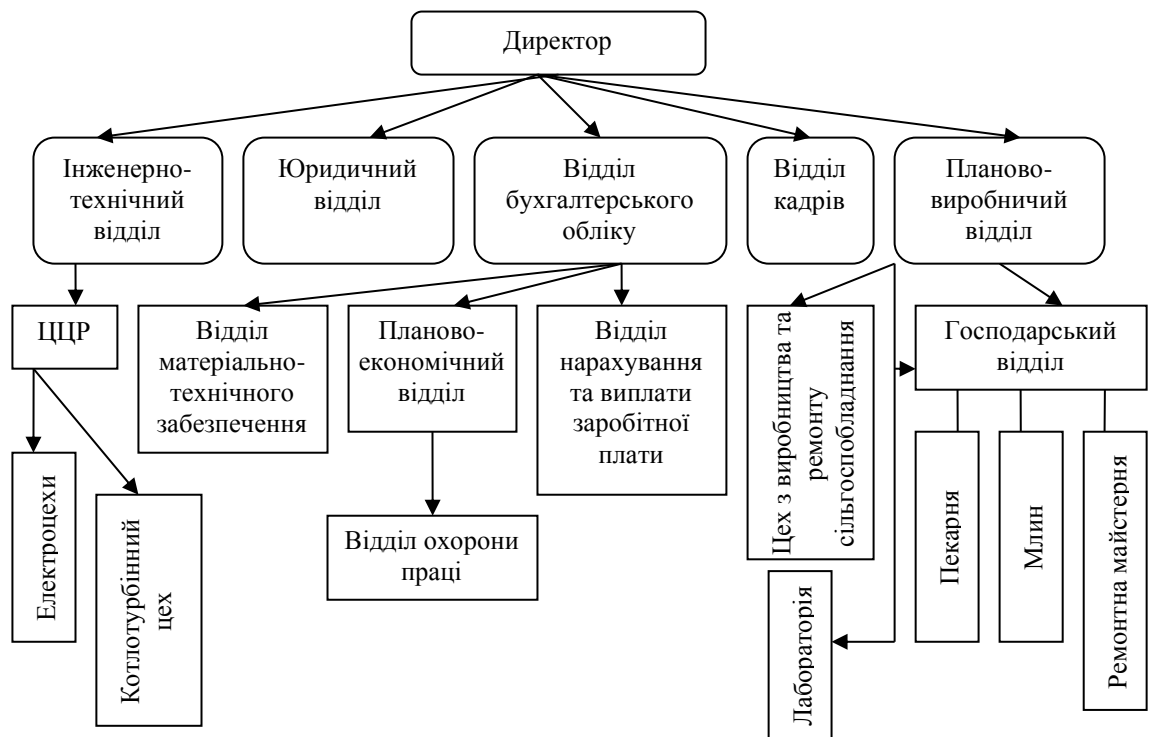 Директор
Інженерно-
технічний
відділ
Юридичний
відділ
Відділ
бухгалтерського
обліку
Відділ
кадрів
Планово-
виробничий
відділ
ЦЦР
Відділ
матеріально-
технічного
забезпечення
Планово-
економічний
відділ
Відділ
нарахування
та виплати
заробітної
плати
Цех з виробництва та
ремонту
сільгоспобладнання
Господарський
відділ
Електроцехи
Котлотурбінний
цех
Відділ охорони
праці
Лабораторія
Пекарня
Млин
Ремонтна майстерня